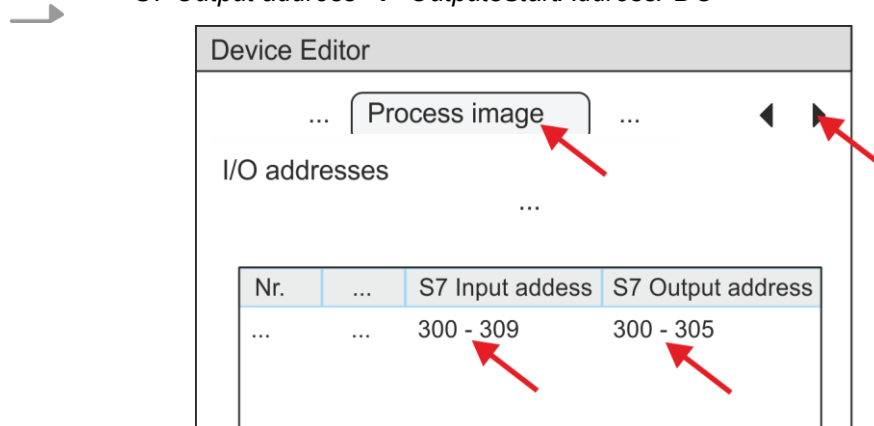 Device Editor
... Process image ...
I/O addresses
...
Nr. ... S7 Input addess S7 Output address
... ... 300 - 309 300 - 305